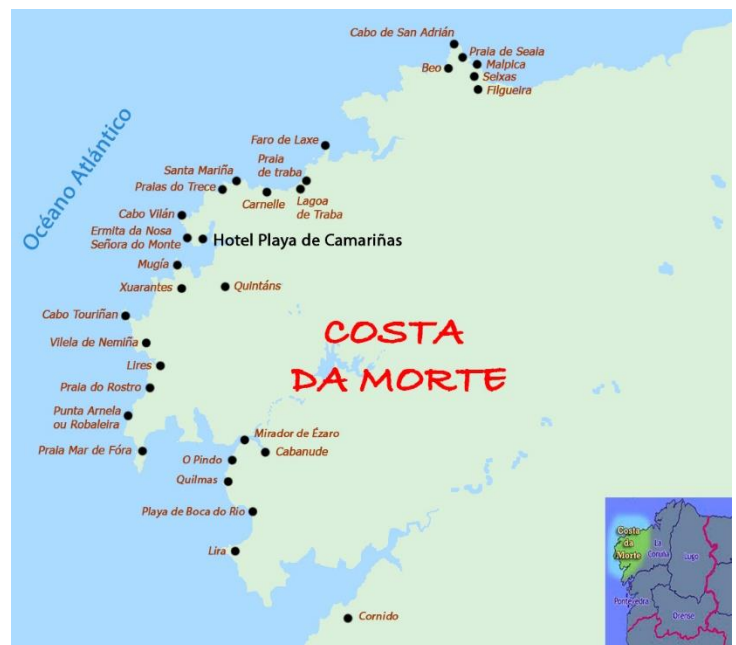 Cabo de San Adrián
Praia de Seaia
Malpica
Beo
Seixas
Filgueira
Océano Atlántico
Faro de Laxe
Praia
de traba
Santa Mariña
Praias do Trece
Carnelle
Lagoa
de Traba
Cabo Vilán
Ermita da Nosa
Señora do Monte
Hotel Playa de Camariñas
Mugía
Xuarantes
Quintáns
Cabo Touriñan
COSTA
DA MORTE
Vilela de Nemiña
Lires
Praia do Rostro
Punta Arnela
ou Robaleira
Praia Mar de Fóra
Mirador de Ézaro
Cabanude
O Pindo
Quilmas
Playa de Boca do Río
Lira
Cornido
Costa
da
Morte
La
Coruña
Lugo
Pontevedra
Orense